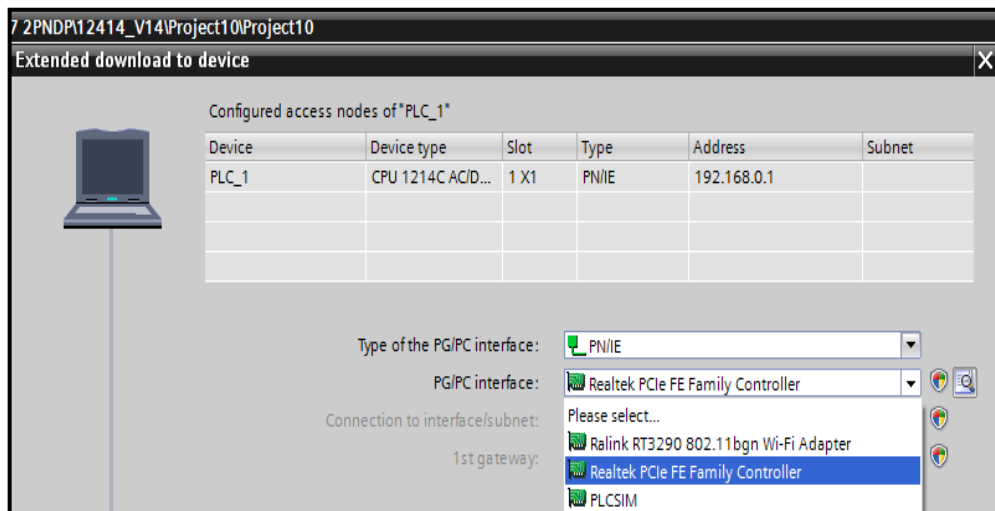 7 2PNDP\12414_V14\Project10\Project10
Extended download to device
X
Configured access nodes of "PLC_1"
Device Device type Slot Type Address Subnet
PLC_1 CPU 1214C AC/D... 1 X1 PN/IE 192.168.0.1
Type of the PG/PC interface: PN/IE
PG/PC interface: Realtek PCIe FE Family Controller
Connection to interface/subnet: Please select...
Ralink RT3290 802.11bgn Wi-Fi Adapter
1st gateway: Realtek PCIe FE Family Controller
PLCSIM